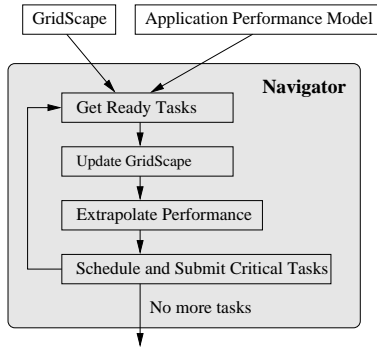 GridScape
Application Performance Model
Navigator
Get Ready Tasks
Update GridScape
Extrapolate Performance
Schedule and Submit Critical Tasks
No more tasks